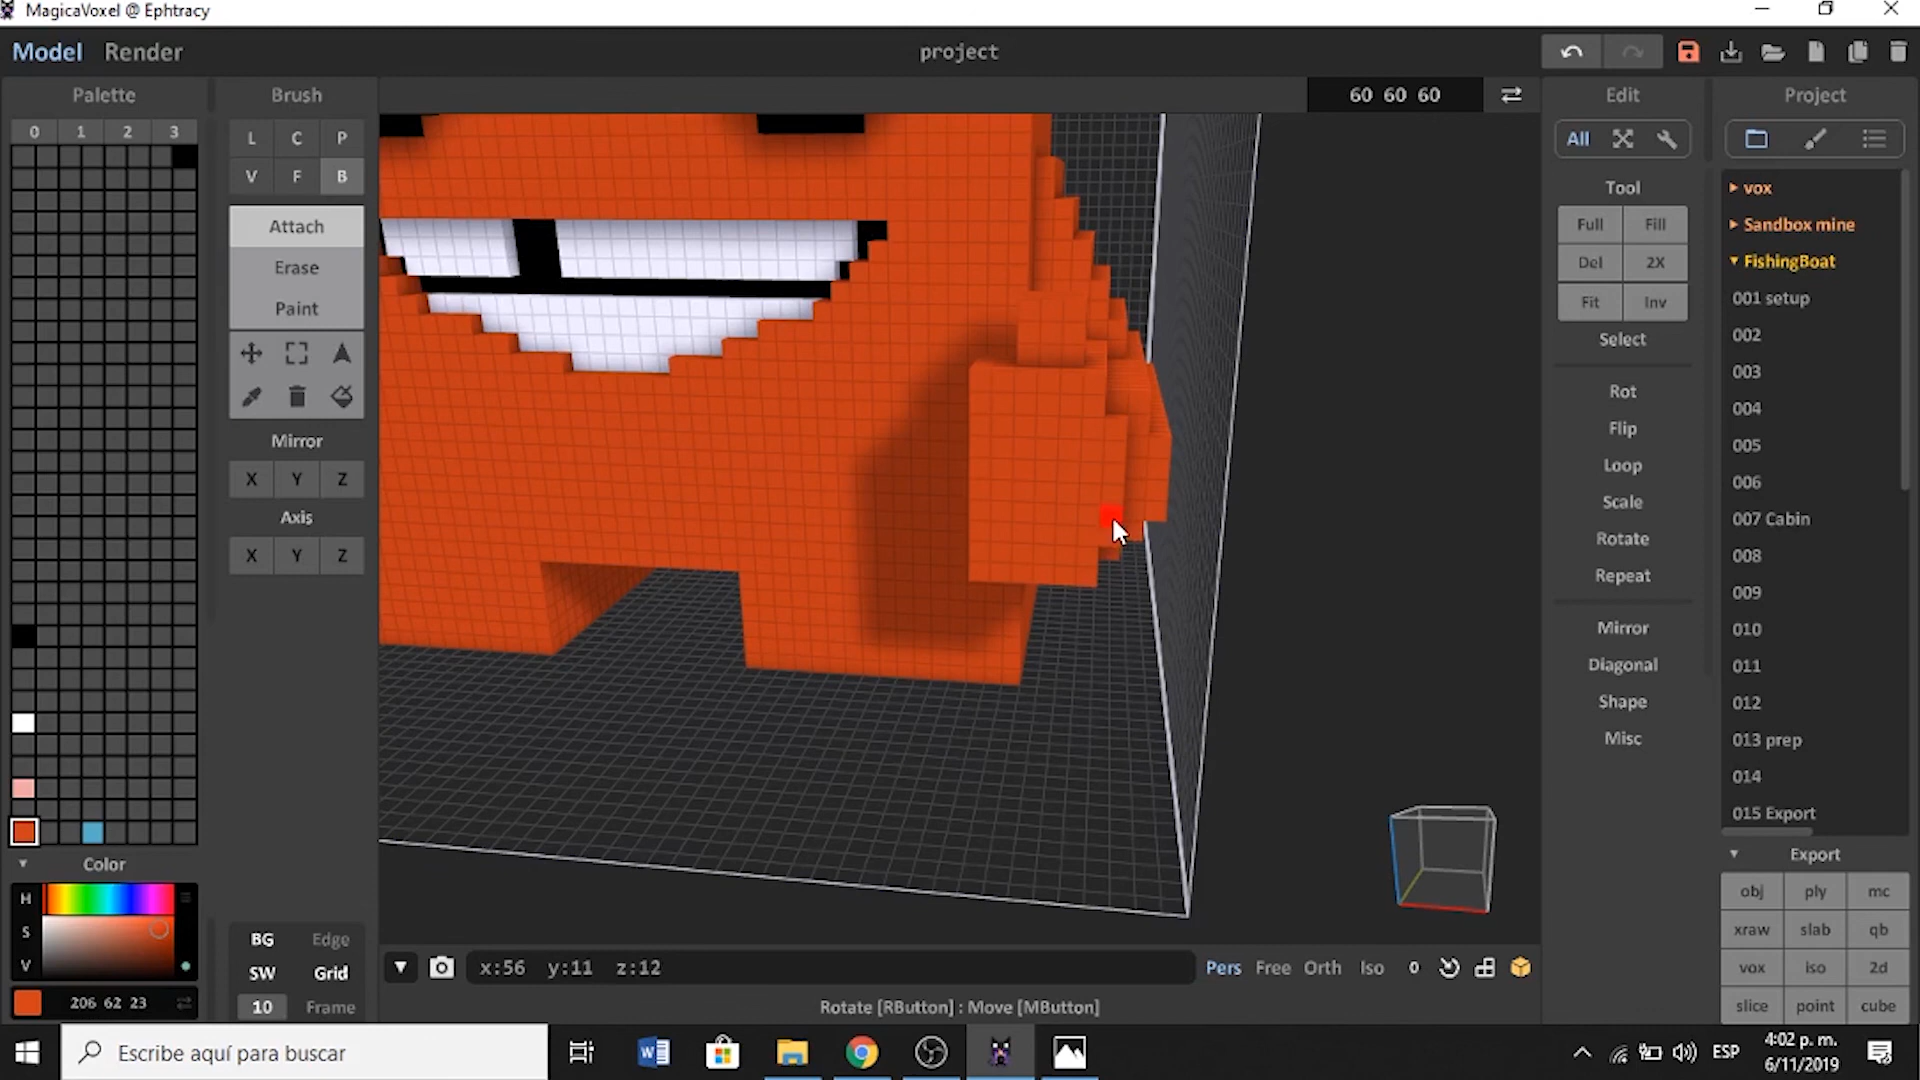 MagicaVoxel @ Ephtracy
Model Render
project
Palette
0 1 2 3
Color
H
S
V
206 62 23
Brush
L C P
V F B
Attach
Erase
Paint
Mirror
X Y Z
Axis
X Y Z
BG Edge
SW Grid
10 Frame
60 60 60
x:56 y:11 z:12
Pers Free Orth Iso 0
Rotate [RButton] : Move [MButton]
Edit
All
Tool
Full Fill
Del 2X
Fit Inv
Select
Rot
Flip
Loop
Scale
Rotate
Repeat
Mirror
Diagonal
Shape
Misc
Project
vox
Sandbox mine
FishingBoat
001 setup
002
003
004
005
006
007 Cabin
008
009
010
011
012
013 prep
014
015 Export
Export
obj ply mc
xraw slab qb
vox iso 2d
slice point cube
Escribe aquí para buscar
ESP
4:02 p. m.
6/11/2019